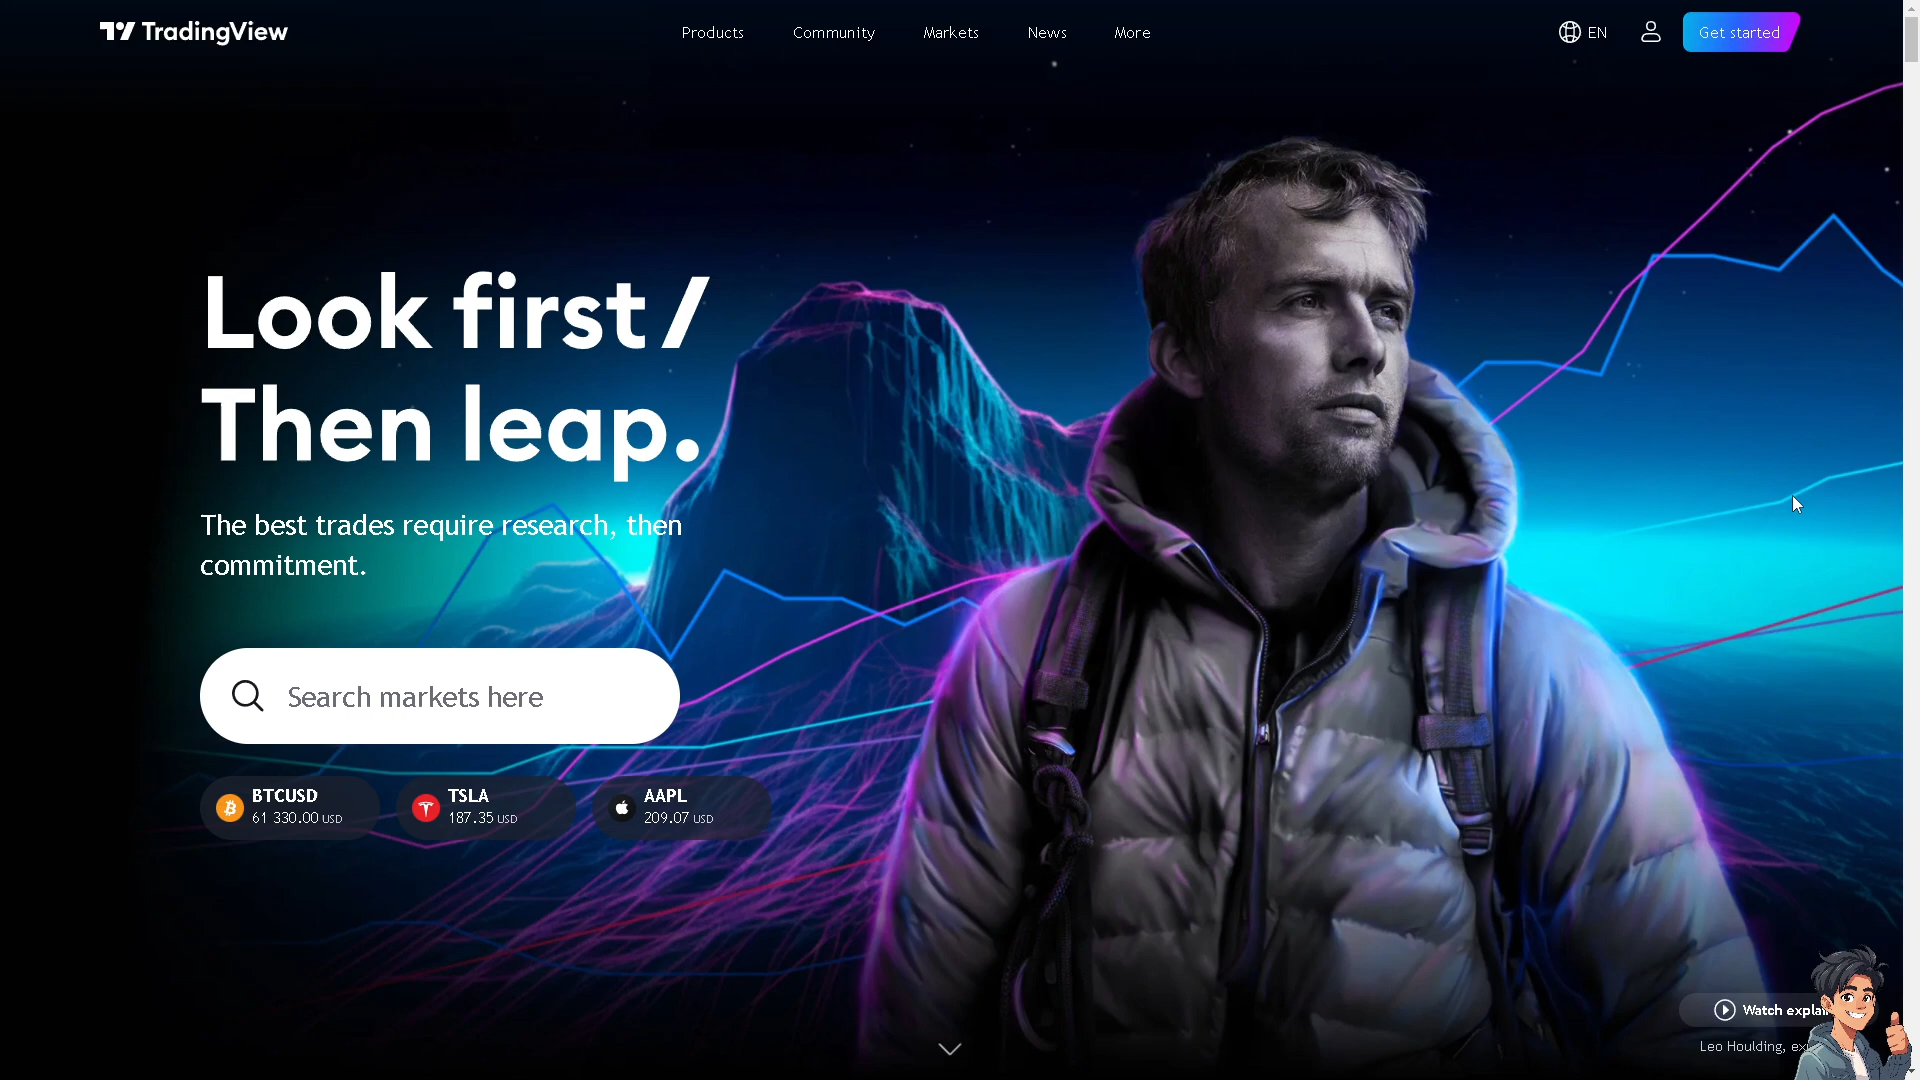 TradingView
Products
Community
Markets
News
More
EN
Get started
Look first /
Then leap.
The best trades require research, then
commitment.
Search markets here
BTCUSD
61 330.00 USD
TSLA
187.35 USD
AAPL
209.07 USD
Watch
Leo Houlding,